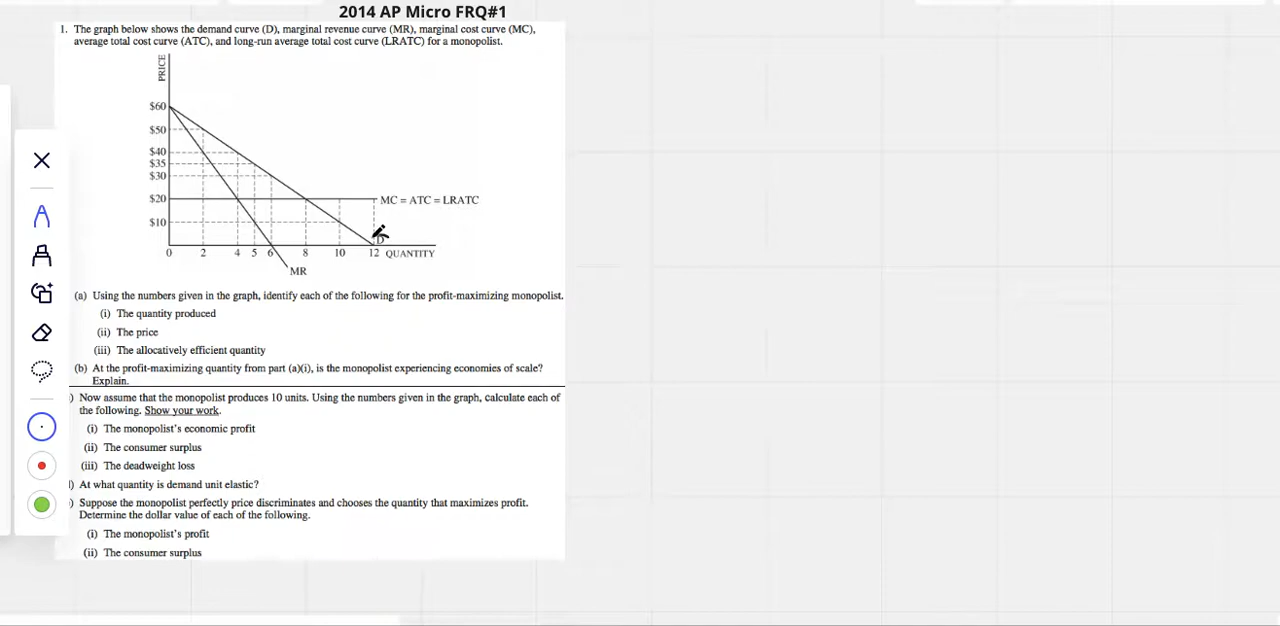 2014 AP Micro FRQ#1
1. The graph below shows the demand curve (D), marginal revenue curve (MR), marginal cost curve (MC),
average total cost curve (ATC), and long-run average total cost curve (LRATC) for a monopolist.
PRICE
$60
$50
$40
$35
$30
$20
MC = ATC = LRATC
$10
D
0 2 4 5 6 8 10 12 QUANTITY
MR
(a) Using the numbers given in the graph, identify each of the following for the profit-maximizing monopolist.
(i) The quantity produced
(ii) The price
(iii) The allocatively efficient quantity
(b) At the profit-maximizing quantity from part (a)(i), is the monopolist experiencing economies of scale?
Explain.
) Now assume that the monopolist produces 10 units. Using the numbers given in the graph, calculate each of
the following. Show your work.
(i) The monopolist's economic profit
(ii) The consumer surplus
(iii) The deadweight loss
) At what quantity is demand unit elastic?
) Suppose the monopolist perfectly price discriminates and chooses the quantity that maximizes profit.
Determine the dollar value of each of the following.
(i) The monopolist's profit
(ii) The consumer surplus